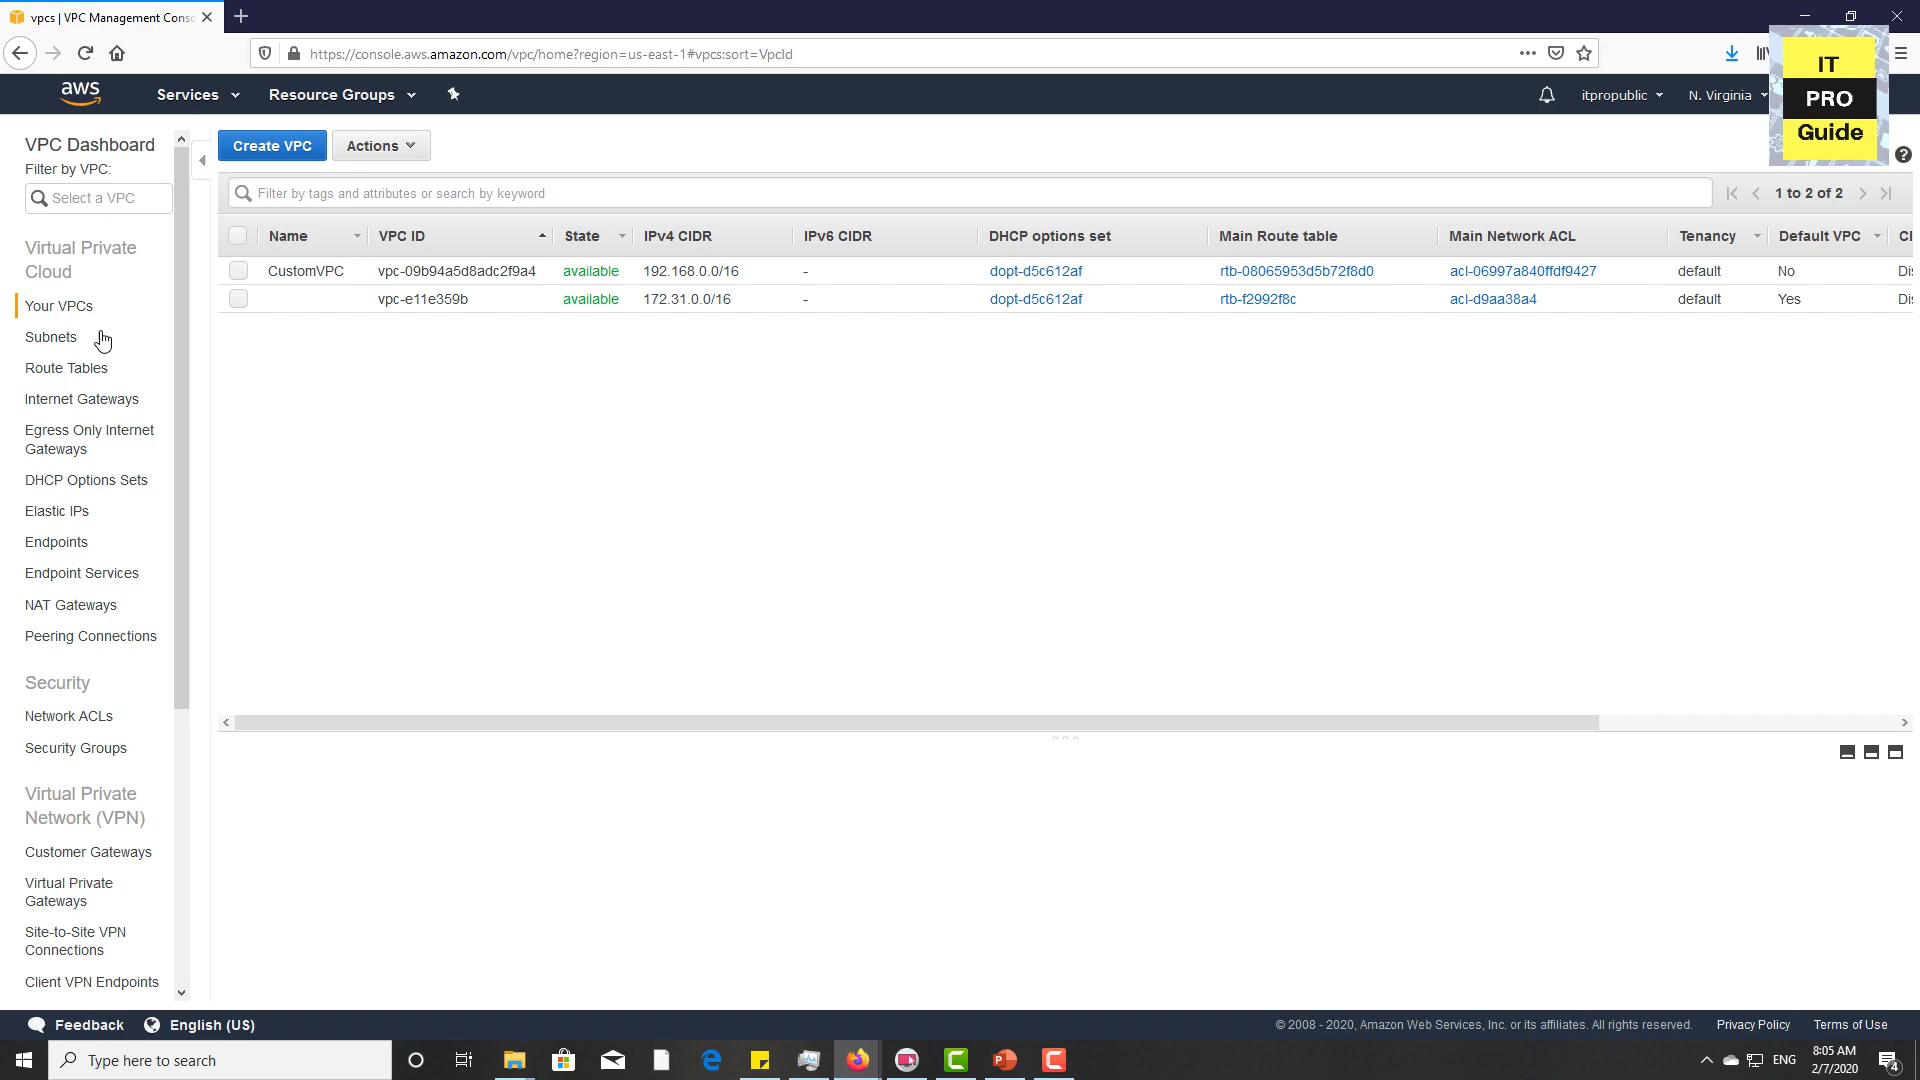 vpcs | VPC Management Conso
https://console.aws.amazon.com/vpc/home?region=us-east-1#vpcs:sort=VpcId
aws
Services
Resource Groups
itpropublic
N. Virginia
IT
PRO
Guide
VPC Dashboard
Filter by VPC:
Select a VPC
Virtual Private
Cloud
Your VPCs
Subnets
Route Tables
Internet Gateways
Egress Only Internet
Gateways
DHCP Options Sets
Elastic IPs
Endpoints
Endpoint Services
NAT Gateways
Peering Connections
Security
Network ACLs
Security Groups
Virtual Private
Network (VPN)
Customer Gateways
Virtual Private
Gateways
Site-to-Site VPN
Connections
Client VPN Endpoints
Create VPC
Actions
Filter by tags and attributes or search by keyword
1 to 2 of 2
Name VPC ID State IPv4 CIDR IPv6 CIDR DHCP options set Main Route table Main Network ACL Tenancy Default VPC Cl
CustomVPC vpc-09b94a5d8adc2f9a4 available 192.168.0.0/16 - dopt-d5c612af rtb-08065953d5b72f8d0 acl-06997a840ffdf9427 default No Dis
vpc-e11e359b available 172.31.0.0/16 - dopt-d5c612af rtb-f2992f8c acl-d9aa38a4 default Yes Dis
Feedback
English (US)
© 2008 - 2020, Amazon Web Services, Inc. or its affiliates. All rights reserved.
Privacy Policy
Terms of Use
Type here to search
ENG
8:05 AM
2/7/2020
4